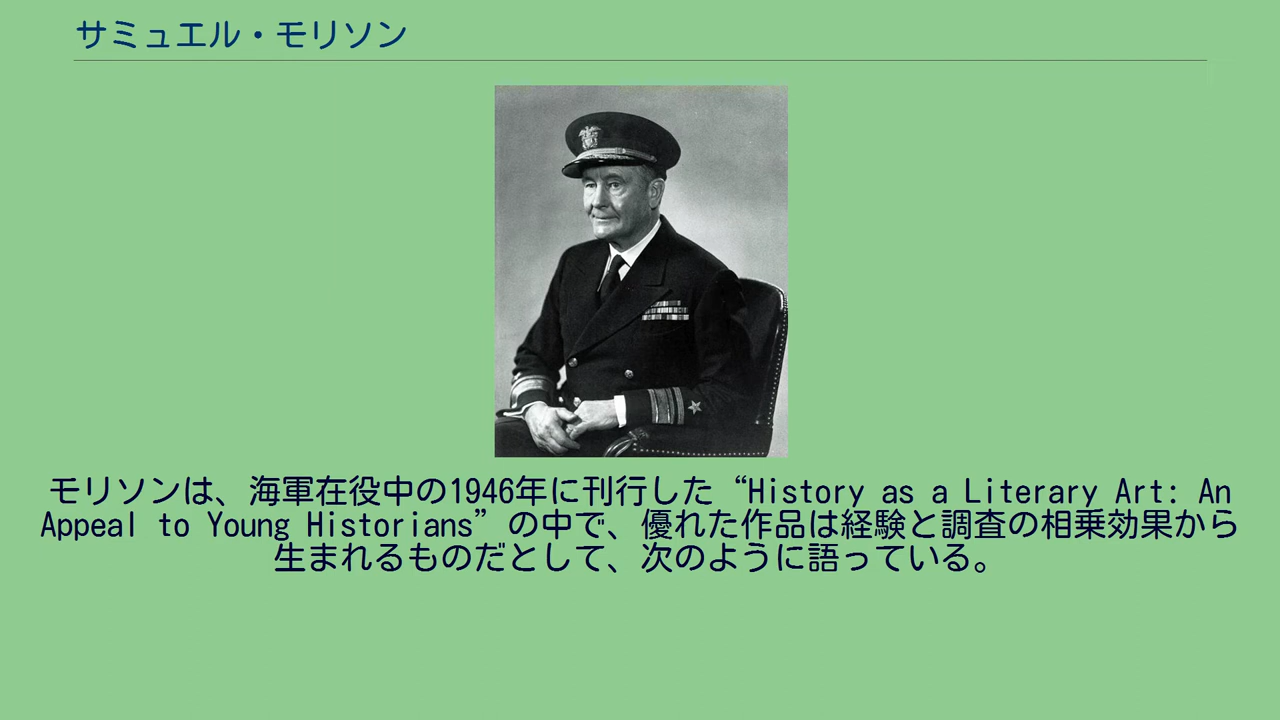 サミュエル・モリソン
モリソンは、海軍在役中の1946年に刊行した“History as a Literary Art: An
Appeal to Young Historians”の中で、優れた作品は経験と調査の相乗効果から
生まれるものだとして、次のように語っている。